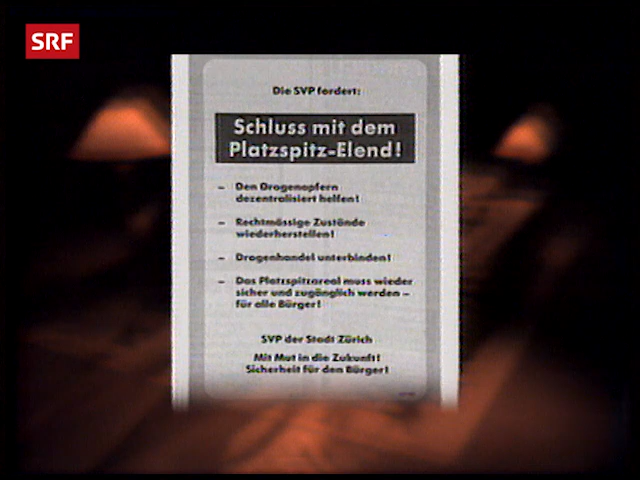 SRF
Die SVP fordert:
Schluss mit dem
Platzspitz-Elend!
– Den Drogenopfern
dezentralisiert helfen!
– Rechtmässige Zustände
wiederherstellen!
– Drogenhandel unterbinden!
– Das Platzspitzareal muss wieder
sicher und zugänglich werden –
für alle Bürger!
SVP der Stadt Zürich
Mit Mut in die Zukunft!
Sicherheit für den Bürger!